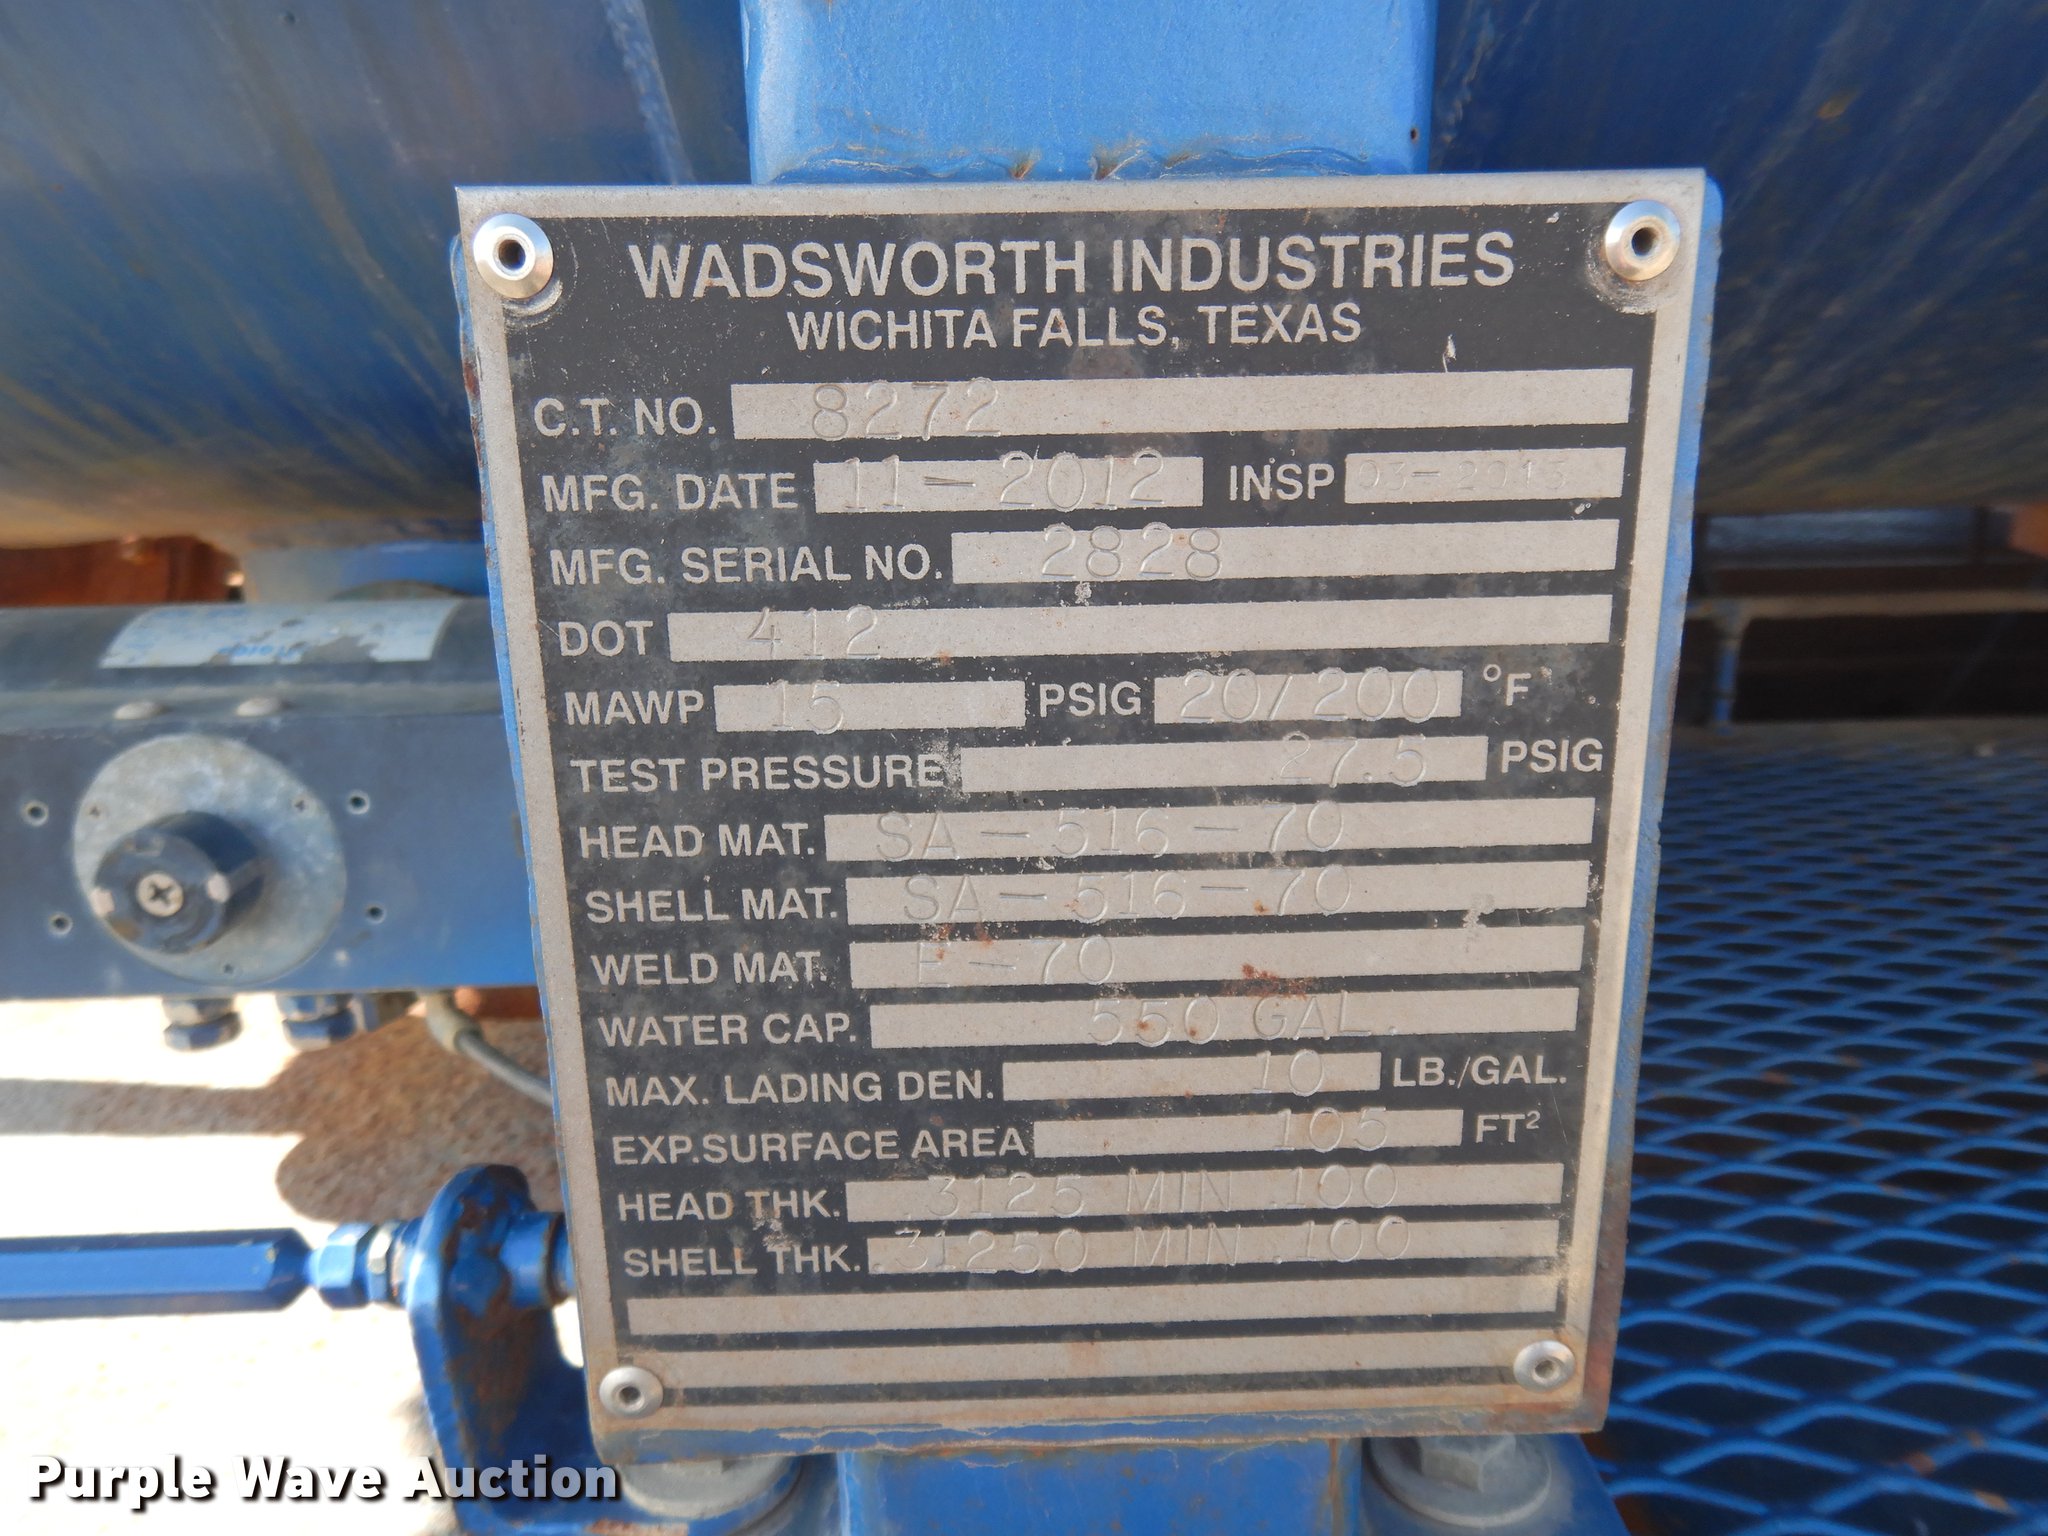 WADSWORTH INDUSTRIES
WICHITA FALLS, TEXAS
C.T. NO. 8272
MFG. DATE 11-2012 INSP 03-2013
MFG. SERIAL NO. 2828
DOT 412
MAWP 15 PSIG 20/200 °F
TEST PRESSURE 27.5 PSIG
HEAD MAT. SA-516-70
SHELL MAT. SA-516-70
WELD MAT. E-70
WATER CAP. 550 GAL.
MAX. LADING DEN. 10 LB./GAL.
EXP. SURFACE AREA 105 FT²
HEAD THK. .3125 MIN .100
SHELL THK. .31250 MIN .100
Purple Wave Auction